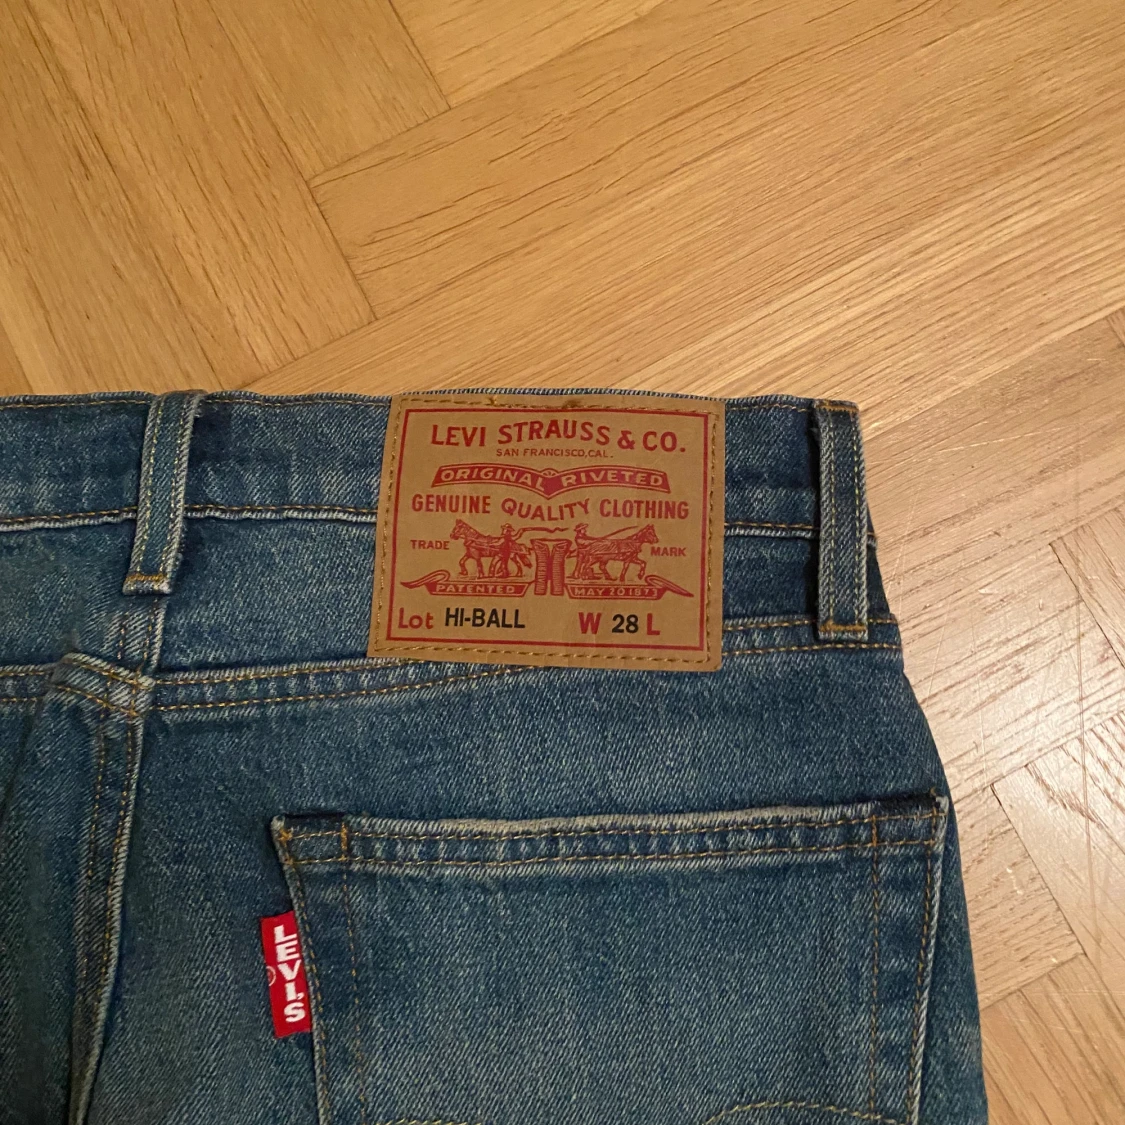 LEVI STRAUSS & CO.
SAN FRANCISCO, CAL.
ORIGINAL RIVETED
GENUINE QUALITY CLOTHING
TRADE MARK
PATENTED MAY 20 1873
Lot HI-BALL W 28 L
LEVI'S
®